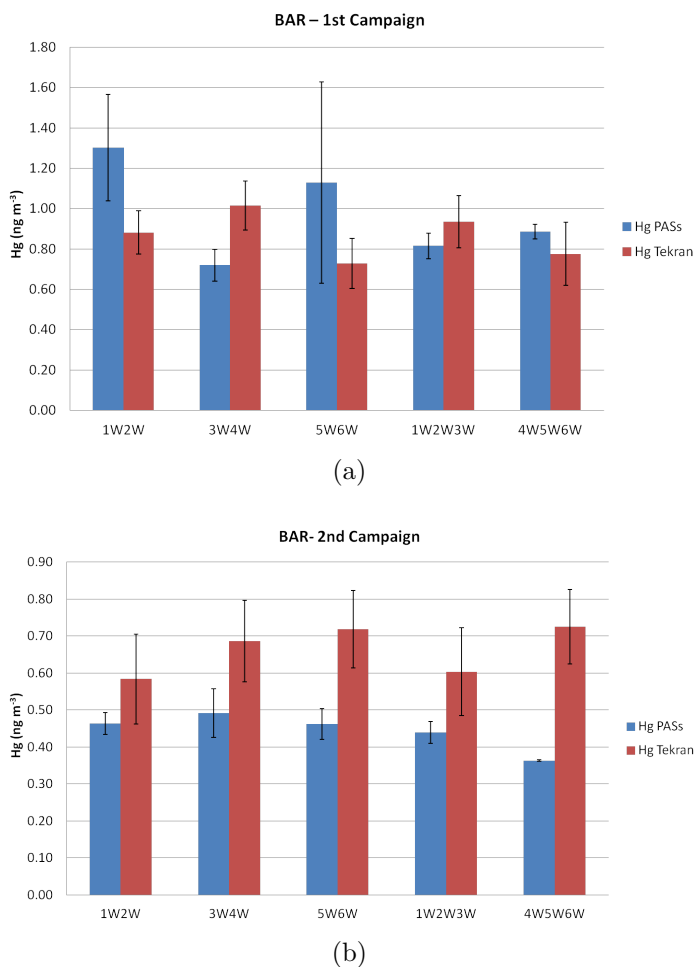 BAR – 1st Campaign
1.80
1.60
1.40
1.20
1.00
0.80
0.60
0.40
0.20
0.00
Hg (ng m⁻³)
1W2W 3W4W 5W6W 1W2W3W 4W5W6W
Hg PASs
Hg Tekran
(a)
BAR- 2nd Campaign
0.90
0.80
0.70
0.60
0.50
0.40
0.30
0.20
0.10
0.00
Hg (ng m⁻³)
1W2W 3W4W 5W6W 1W2W3W 4W5W6W
Hg PASs
Hg Tekran
(b)